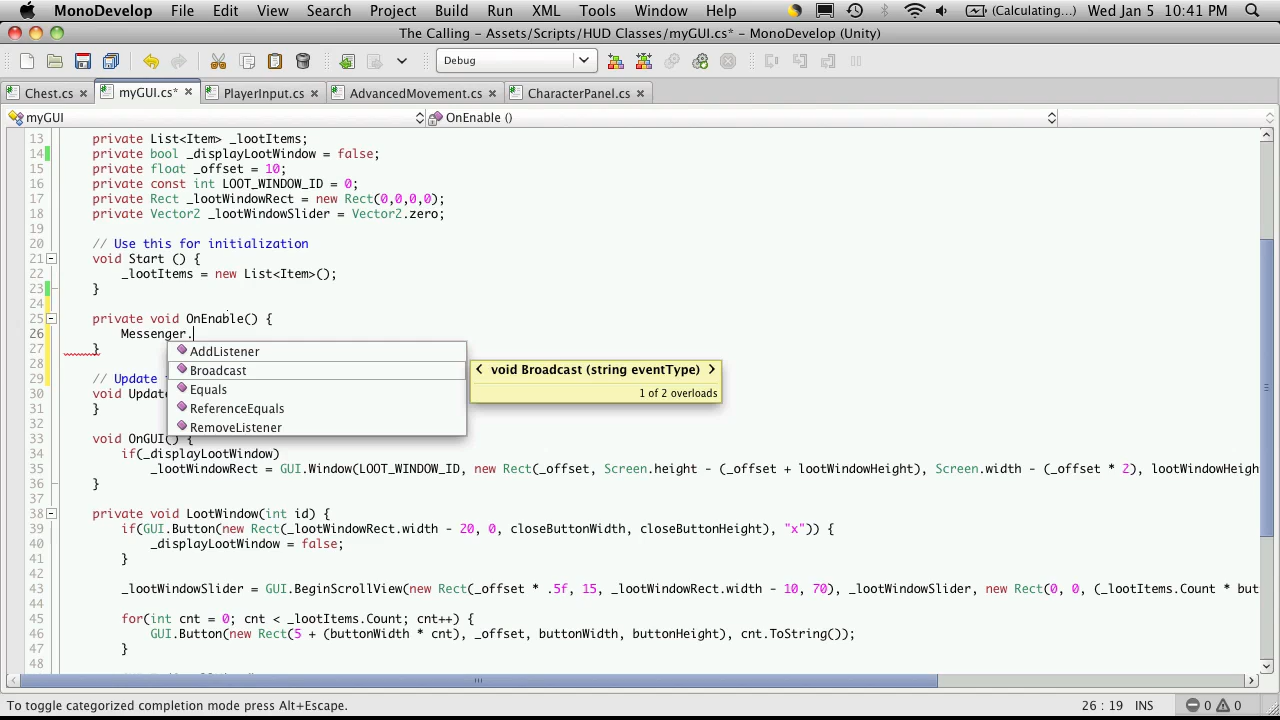 MonoDevelop File Edit View Search Project Build Run XML Tools Window Help (Calculating...) Wed Jan 5 10:41 PM
The Calling - Assets/Scripts/HUD Classes/myGUI.cs* - MonoDevelop (Unity)
Debug
Chest.cs myGUI.cs* PlayerInput.cs AdvancedMovement.cs CharacterPanel.cs
myGUI OnEnable ()
13 private List<Item> _lootItems;
14 private bool _displayLootWindow = false;
15 private float _offset = 10;
16 private const int LOOT_WINDOW_ID = 0;
17 private Rect _lootWindowRect = new Rect(0,0,0,0);
18 private Vector2 _lootWindowSlider = Vector2.zero;
19
20 // Use this for initialization
21 void Start () {
22 _lootItems = new List<Item>();
23 }
24
25 private void OnEnable() {
26 Messenger.
27 }
AddListener
28
Broadcast
< void Broadcast (string eventType) >
29 // Update
Equals
1 of 2 overloads
30 void Updat
31 }
ReferenceEquals
32
RemoveListener
33 void OnGUI() {
34 if(_displayLootWindow)
35 _lootWindowRect = GUI.Window(LOOT_WINDOW_ID, new Rect(_offset, Screen.height - (_offset + lootWindowHeight), Screen.width - (_offset * 2), lootWindowHeigh
36 }
37
38 private void LootWindow(int id) {
39 if(GUI.Button(new Rect(_lootWindowRect.width - 20, 0, closeButtonWidth, closeButtonHeight), "x")) {
40 _displayLootWindow = false;
41 }
42
43 _lootWindowSlider = GUI.BeginScrollView(new Rect(_offset * .5f, 15, _lootWindowRect.width - 10, 70), _lootWindowSlider, new Rect(0, 0, (_lootItems.Count * but
44
45 for(int cnt = 0; cnt < _lootItems.Count; cnt++) {
46 GUI.Button(new Rect(5 + (buttonWidth * cnt), _offset, buttonWidth, buttonHeight), cnt.ToString());
47 }
48
To toggle categorized completion mode press Alt+Escape. 26 : 19 INS 0 0